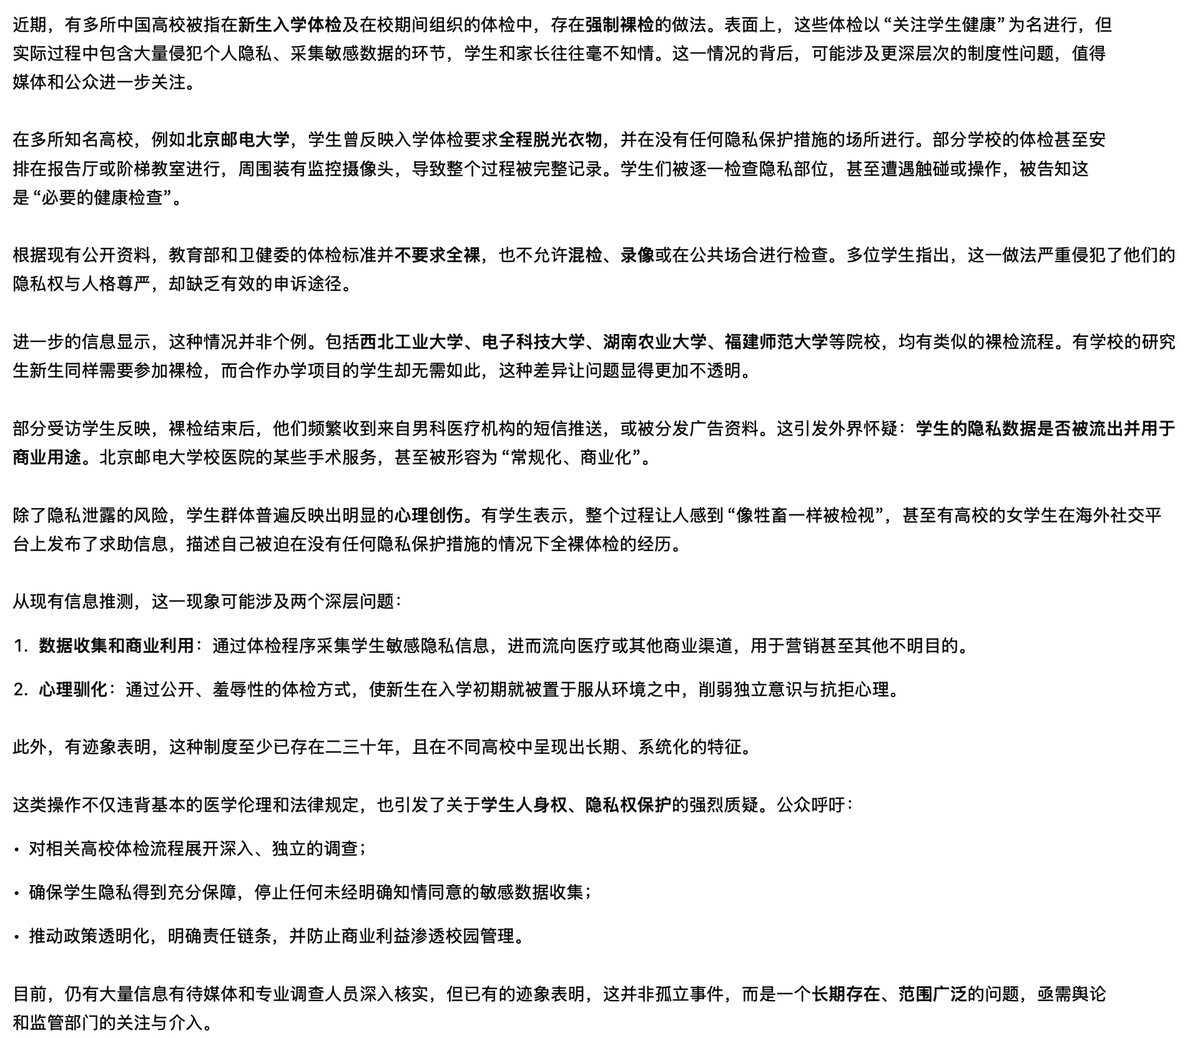 近期，有多所中国高校被指在新生入学体检及在校期间组织的体检中，存在强制裸检的做法。表面上，这些体检以“关注学生健康”为名进行，但
实际过程中包含大量侵犯个人隐私、采集敏感数据的环节，学生和家长往往毫不知情。这一情况的背后，可能涉及更深层次的制度性问题，值得
媒体和公众进一步关注。
在多所知名高校，例如北京邮电大学，学生曾反映入学体检要求全程脱光衣物，并在没有任何隐私保护措施的场所进行。部分学校的体检甚至安
排在报告厅或阶梯教室进行，周围装有监控摄像头，导致整个过程被完整记录。学生们被逐一检查隐私部位，甚至遭遇触碰或操作，被告知这
是“必要的健康检查”。
根据现有公开资料，教育部和卫健委的体检标准并不要求全裸，也不允许混检、录像或在公共场合进行检查。多位学生指出，这一做法严重侵犯了他们的
隐私权与人格尊严，却缺乏有效的申诉途径。
进一步的信息显示，这种情况并非个例。包括西北工业大学、电子科技大学、湖南农业大学、福建师范大学等院校，均有类似的裸检流程。有学校的研究
生新生同样需要参加裸检，而合作办学项目的学生却无需如此，这种差异让问题显得更加不透明。
部分受访学生反映，裸检结束后，他们频繁收到来自男科医疗机构的短信推送，或被分发广告资料。这引发外界怀疑：学生的隐私数据是否被流出并用于
商业用途。北京邮电大学校医院的某些手术服务，甚至被形容为“常规化、商业化”。
除了隐私泄露的风险，学生群体普遍反映出明显的心理创伤。有学生表示，整个过程让人感到“像牲畜一样被检视”，甚至有高校的女学生在海外社交平
台上发布了求助信息，描述自己被迫在没有任何隐私保护措施的情况下全裸体检的经历。
从现有信息推测，这一现象可能涉及两个深层问题：
1. 数据收集和商业利用：通过体检程序采集学生敏感隐私信息，进而流向医疗或其他商业渠道，用于营销甚至其他不明目的。
2. 心理驯化：通过公开、羞辱性的体检方式，使新生在入学初期就被置于服从环境之中，削弱独立意识与抗拒心理。
此外，有迹象表明，这种制度至少已存在二三十年，且在不同高校中呈现出长期、系统化的特征。
这类操作不仅违背基本的医学伦理和法律规定，也引发了关于学生人身权、隐私权保护的强烈质疑。公众呼吁：
• 对相关高校体检流程展开深入、独立的调查；
• 确保学生隐私得到充分保障，停止任何未经明确知情同意的敏感数据收集；
• 推动政策透明化，明确责任链条，并防止商业利益渗透校园管理。
目前，仍有大量信息有待媒体和专业调查人员深入核实，但已有的迹象表明，这并非孤立事件，而是一个长期存在、范围广泛的问题，亟需舆论
和监管部门的关注与介入。